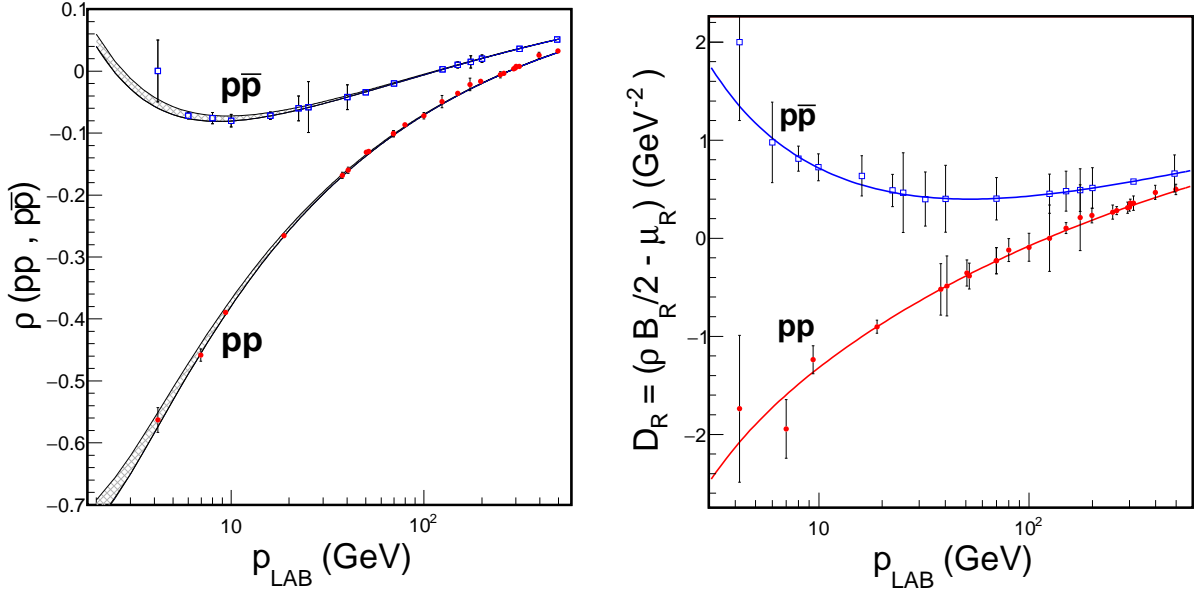 ρ (pp , pp̅)
0.1
0
−0.1
−0.2
−0.3
−0.4
−0.5
−0.6
−0.7
pp̅
pp
10
10²
p_LAB (GeV)
D_R = (ρ B_R/2 - μ_R) (GeV⁻²)
2
1
0
−1
−2
pp̅
pp
10
10²
p_LAB (GeV)